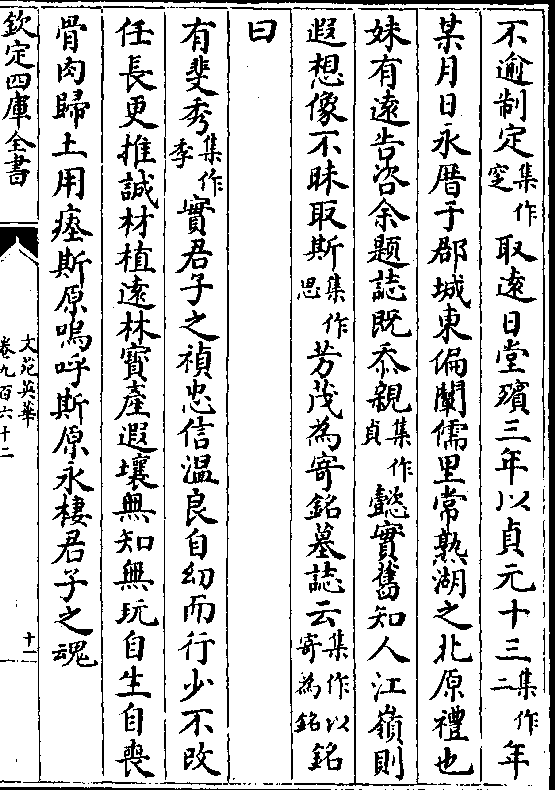 不逾制定集作窆取遠日堂殯三年以貞元十三集作二年
某月日永厝于郡城東偏闡儒里常熟湖之北原禮也
妹有遠告咨余題誌既忝親集作貞懿實舊知人江嶺則
遐想像不昧取斯集作思芳茂為寄銘墓誌云集作以寄為銘銘
曰
有斐秀集作李實君子之禎忠信溫良自幼而行少不改
任長更推誠材植遠林寳產遐壤無知無玩自生自喪
骨肉歸土用瘞斯原嗚呼斯原永棲君子之魂
欽定四庫全書
文苑英華
卷九百六十二
十一